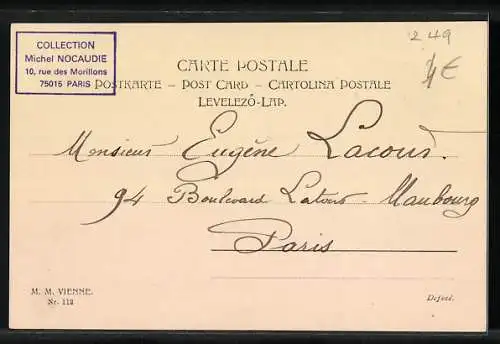 COLLECTION
Michel NOCAUDIE
10, rue des Morillons
75015 PARIS
249
4€
CARTE POSTALE
POSTKARTE – POST CARD – CARTOLINA POSTALE
LEVELEZŐ-LAP.
Monsieur Eugène Lacour.
94 Boulevard Latour-Maubourg
Paris
M. M. VIENNE.
Nr. 112
Déposé.